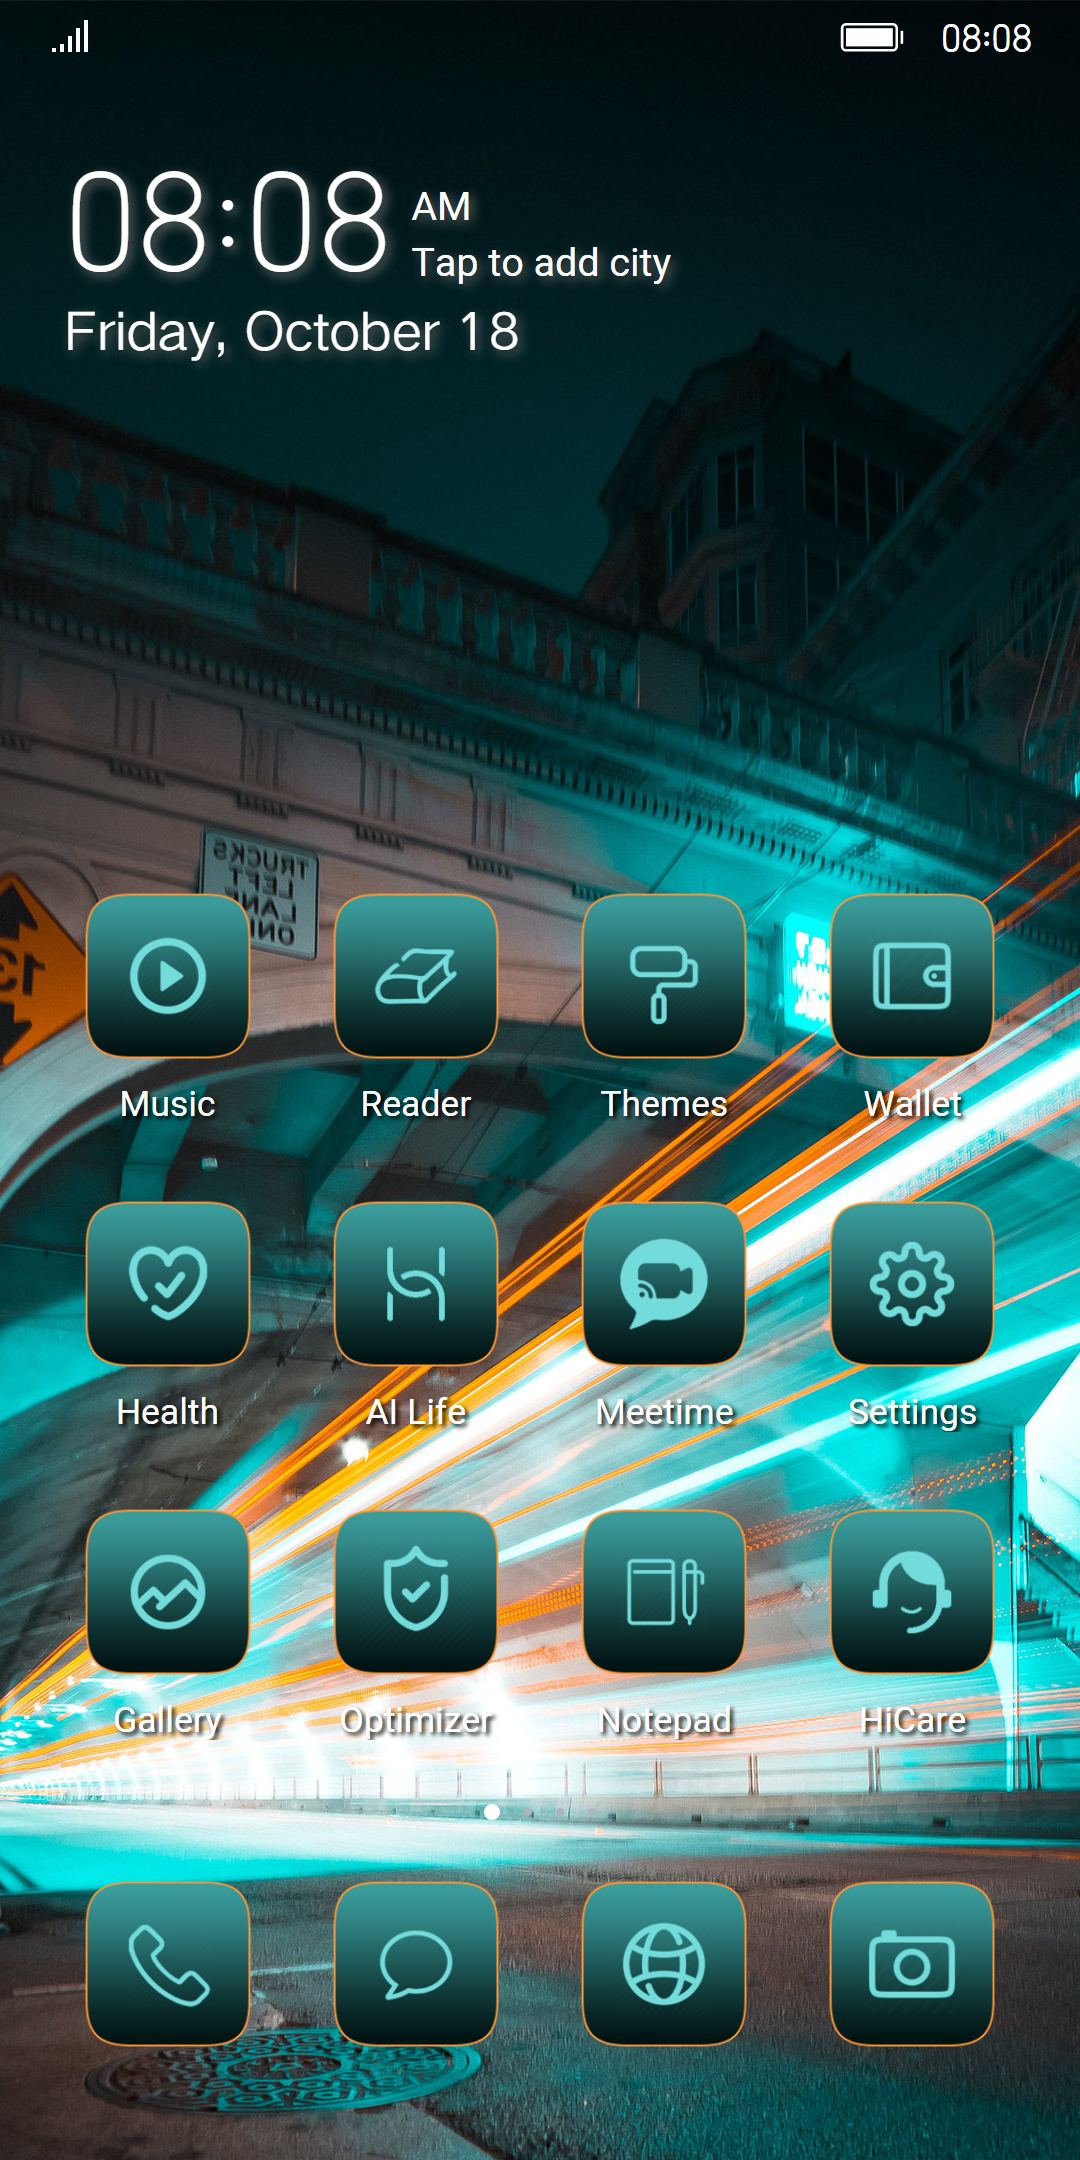 08:08
08:08
AM
Tap to add city
Friday, October 18
TRUCKS
LEFT
LANE
ONLY
13
Music
Reader
Themes
Wallet
Health
AI Life
Meetime
Settings
Gallery
Optimizer
Notepad
HiCare